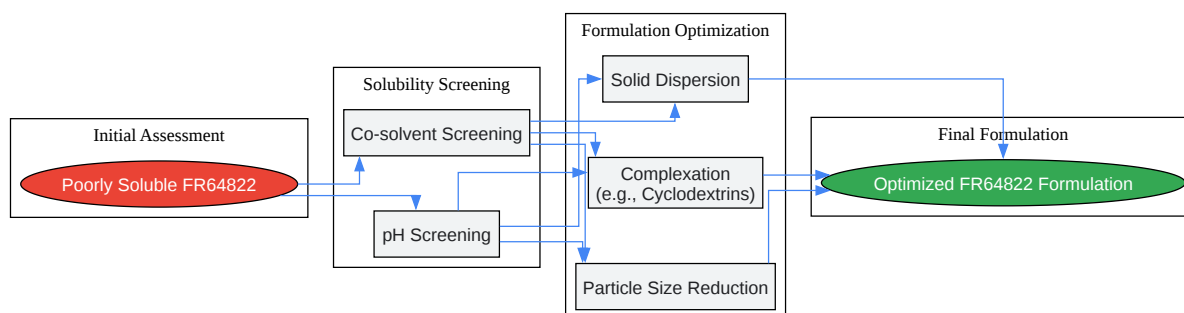 Initial Assessment
Poorly Soluble FR64822
Solubility Screening
Co-solvent Screening
pH Screening
Formulation Optimization
Solid Dispersion
Complexation
(e.g., Cyclodextrins)
Particle Size Reduction
Final Formulation
Optimized FR64822 Formulation